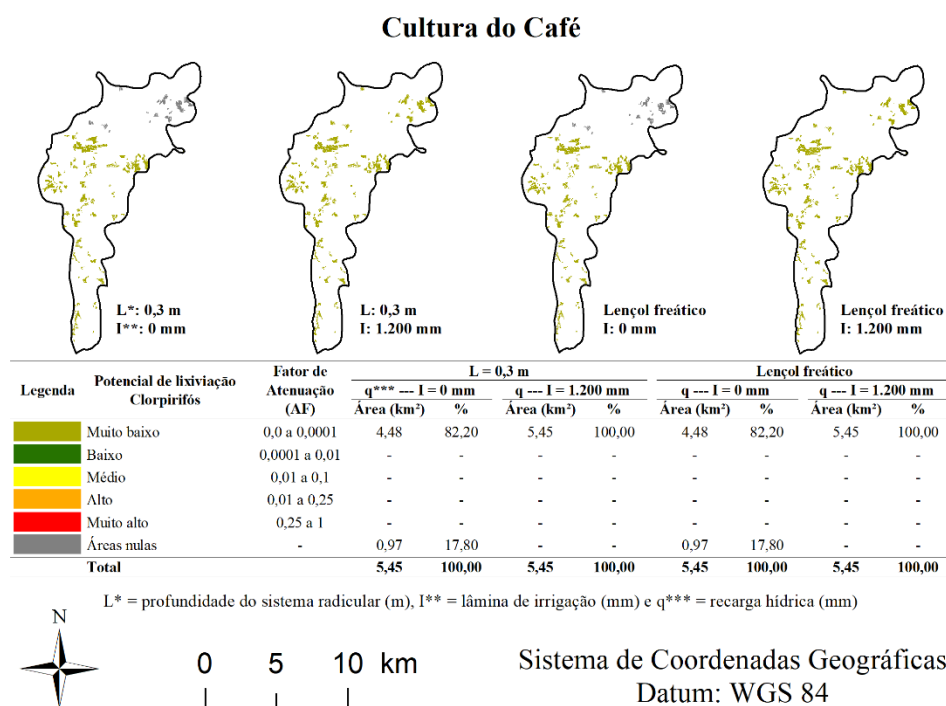 Cultura do Café
L*: 0,3 m
I**: 0 mm
L: 0,3 m
I: 1.200 mm
Lençol freático
I: 0 mm
Lençol freático
I: 1.200 mm
Legenda Potencial de lixiviação Clorpirifós Fator de Atenuação (AF) L = 0,3 m Lençol freático
q*** --- I = 0 mm q --- I = 1.200 mm q --- I = 0 mm q --- I = 1.200 mm
Área (km²) % Área (km²) % Área (km²) % Área (km²) %
Muito baixo 0,0 a 0,0001 4,48 82,20 5,45 100,00 4,48 82,20 5,45 100,00
Baixo 0,0001 a 0,01 - - - - - - - -
Médio 0,01 a 0,1 - - - - - - - -
Alto 0,01 a 0,25 - - - - - - - -
Muito alto 0,25 a 1 - - - - - - - -
Áreas nulas - 0,97 17,80 - - 0,97 17,80 - -
Total 5,45 100,00 5,45 100,00 5,45 100,00 5,45 100,00
L* = profundidade do sistema radicular (m), I** = lâmina de irrigação (mm) e q*** = recarga hídrica (mm)
N
0 5 10 km
Sistema de Coordenadas Geográficas
Datum: WGS 84